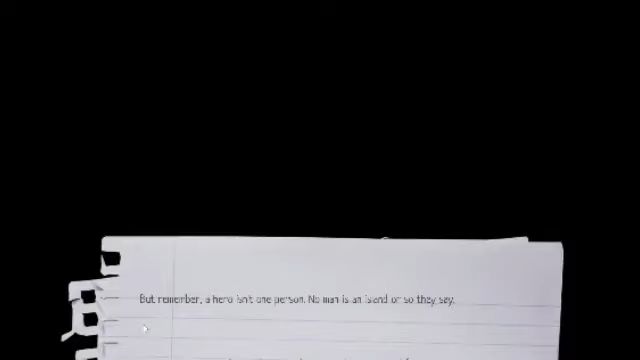 But remember, a hero isn't one person. No man is an island or so they say.